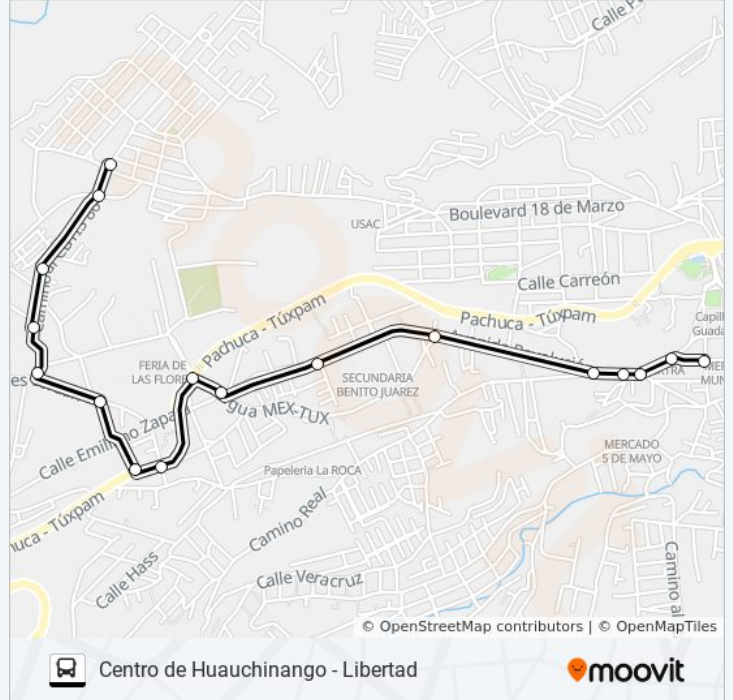 Boulevard 18 de Marzo
USAC
Calle Carreón
Pachuca - Túxpam
Pachuca - Túxpam
FERIA DE
LAS FLORE
SECUNDARIA
BENITO JUAREZ
gua MEX-TUX
Calle Emiliano Zapata
MERCADO
5 DE MAYO
Papeleria La ROCA
Camino Real
uca - Túxpam
Calle Hass
Calle Veracruz
Camino al
© OpenStreetMap contributors | © OpenMapTiles
Centro de Huauchinango - Libertad
moovit